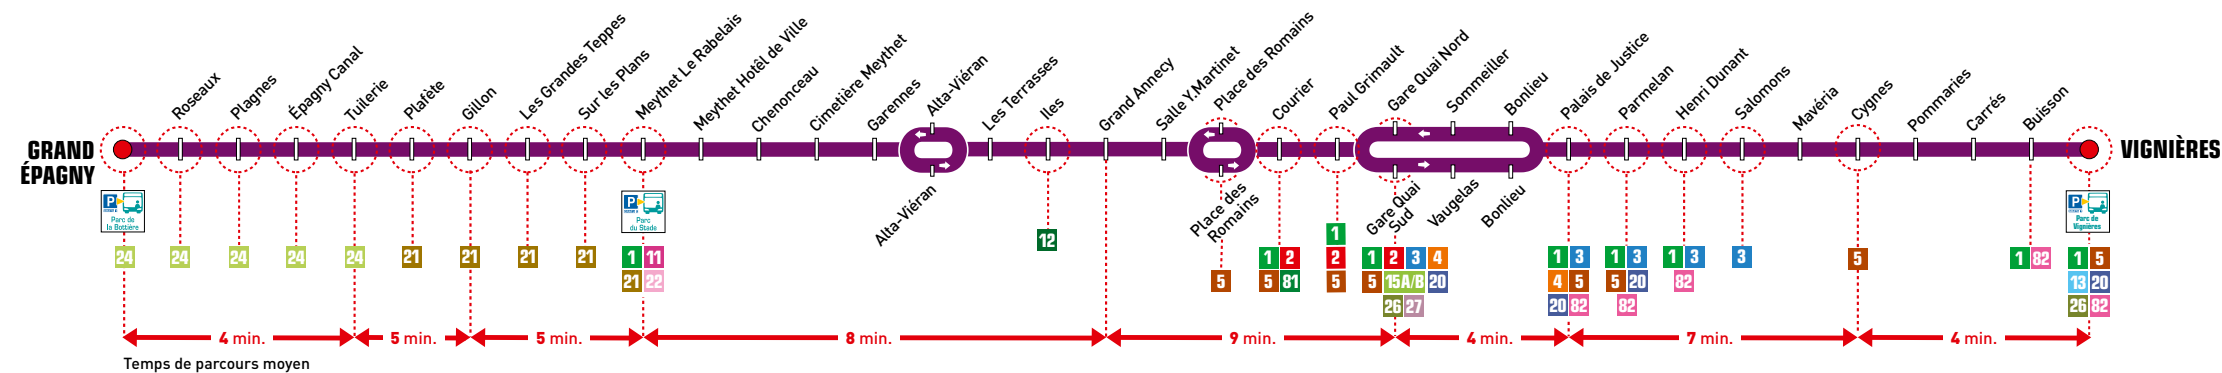 GRAND
ÉPAGNY
Roseaux
Plagnes
Épagny Canal
Tuilerie
Plafète
Gillon
Les Grandes Teppes
Sur les Plans
Meythet Le Rabelais
Meythet Hotêl de Ville
Chenonceau
Cimetière Meythet
Garennes
Alta-Viéran
Alta-Viéran
Les Terrasses
Iles
Grand Annecy
Salle Y.Martinet
Place des Romains
Place des
Romains
Courier
Paul Grimault
Gare Quai Nord
Gare Quai
Sud
Sommeiller
Vaugelas
Bonlieu
Bonlieu
Palais de Justice
Parmelan
Henri Dunant
Salomons
Mavéria
Cygnes
Pommaries
Carrés
Buisson
VIGNIÈRES
P
Parc de
la Bottière
24
24
24
24
24
21
21
21
21
P
Parc
du Stade
1 11
21 22
12
5
1 2
5 81
1
2
5
1 2 3 4
5 15A/B 20
26 27
1 3
4 5
20 82
1 3
5 20
82
1 3
82
3
5
1 82
P
Parc de
Vignières
1 5
13 20
26 82
4 min.
5 min.
5 min.
8 min.
9 min.
4 min.
7 min.
4 min.
Temps de parcours moyen